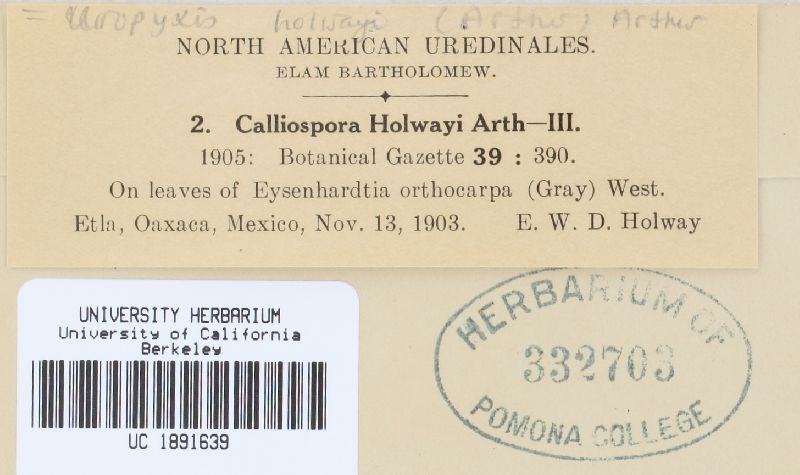 = Uropyxis holwayi (Arthur) Arthur
NORTH AMERICAN UREDINALES.
ELAM BARTHOLOMEW.
2. Calliospora Holwayi Arth—III.
1905: Botanical Gazette 39 : 390.
On leaves of Eysenhardtia orthocarpa (Gray) West.
Etla, Oaxaca, Mexico, Nov. 13, 1903. E. W. D. Holway
UNIVERSITY HERBARIUM
University of California
Berkeley
UC 1891639
HERBARIUM OF
332703
POMONA COLLEGE